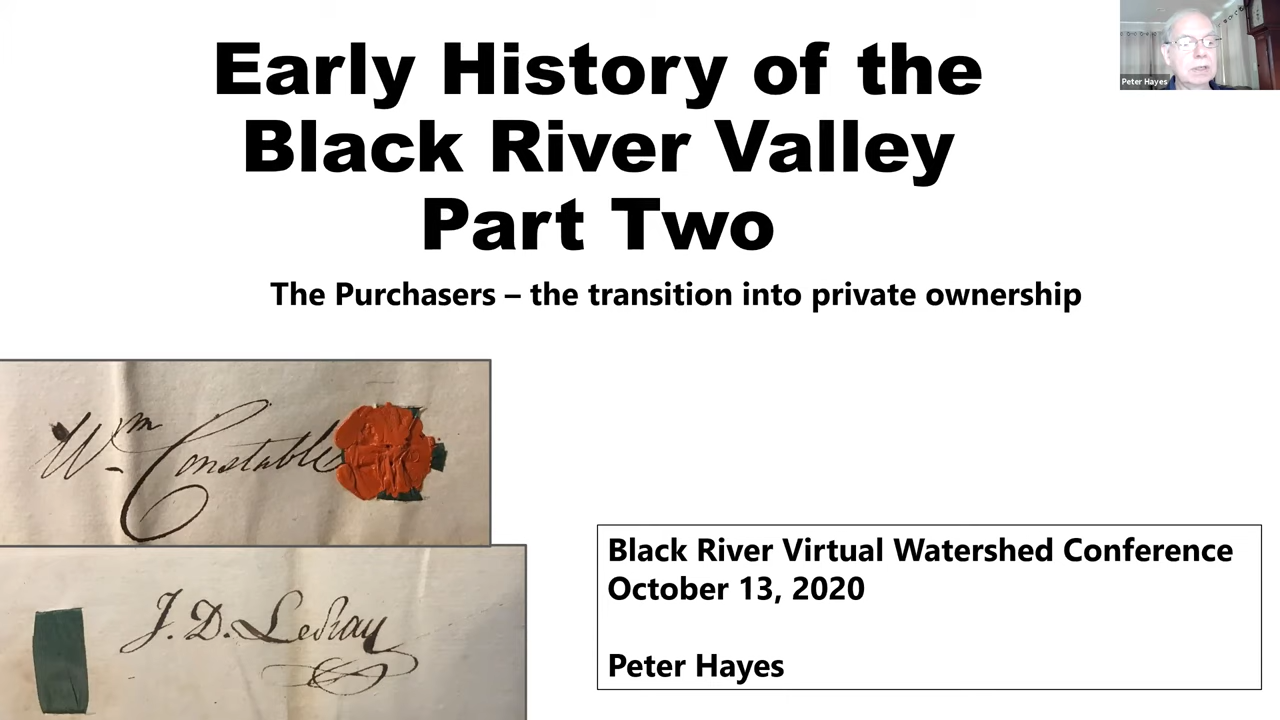 Early History of the
Black River Valley
Part Two
The Purchasers – the transition into private ownership
Peter Hayes
Wm Constable
J. D. LeRay
Black River Virtual Watershed Conference
October 13, 2020
Peter Hayes